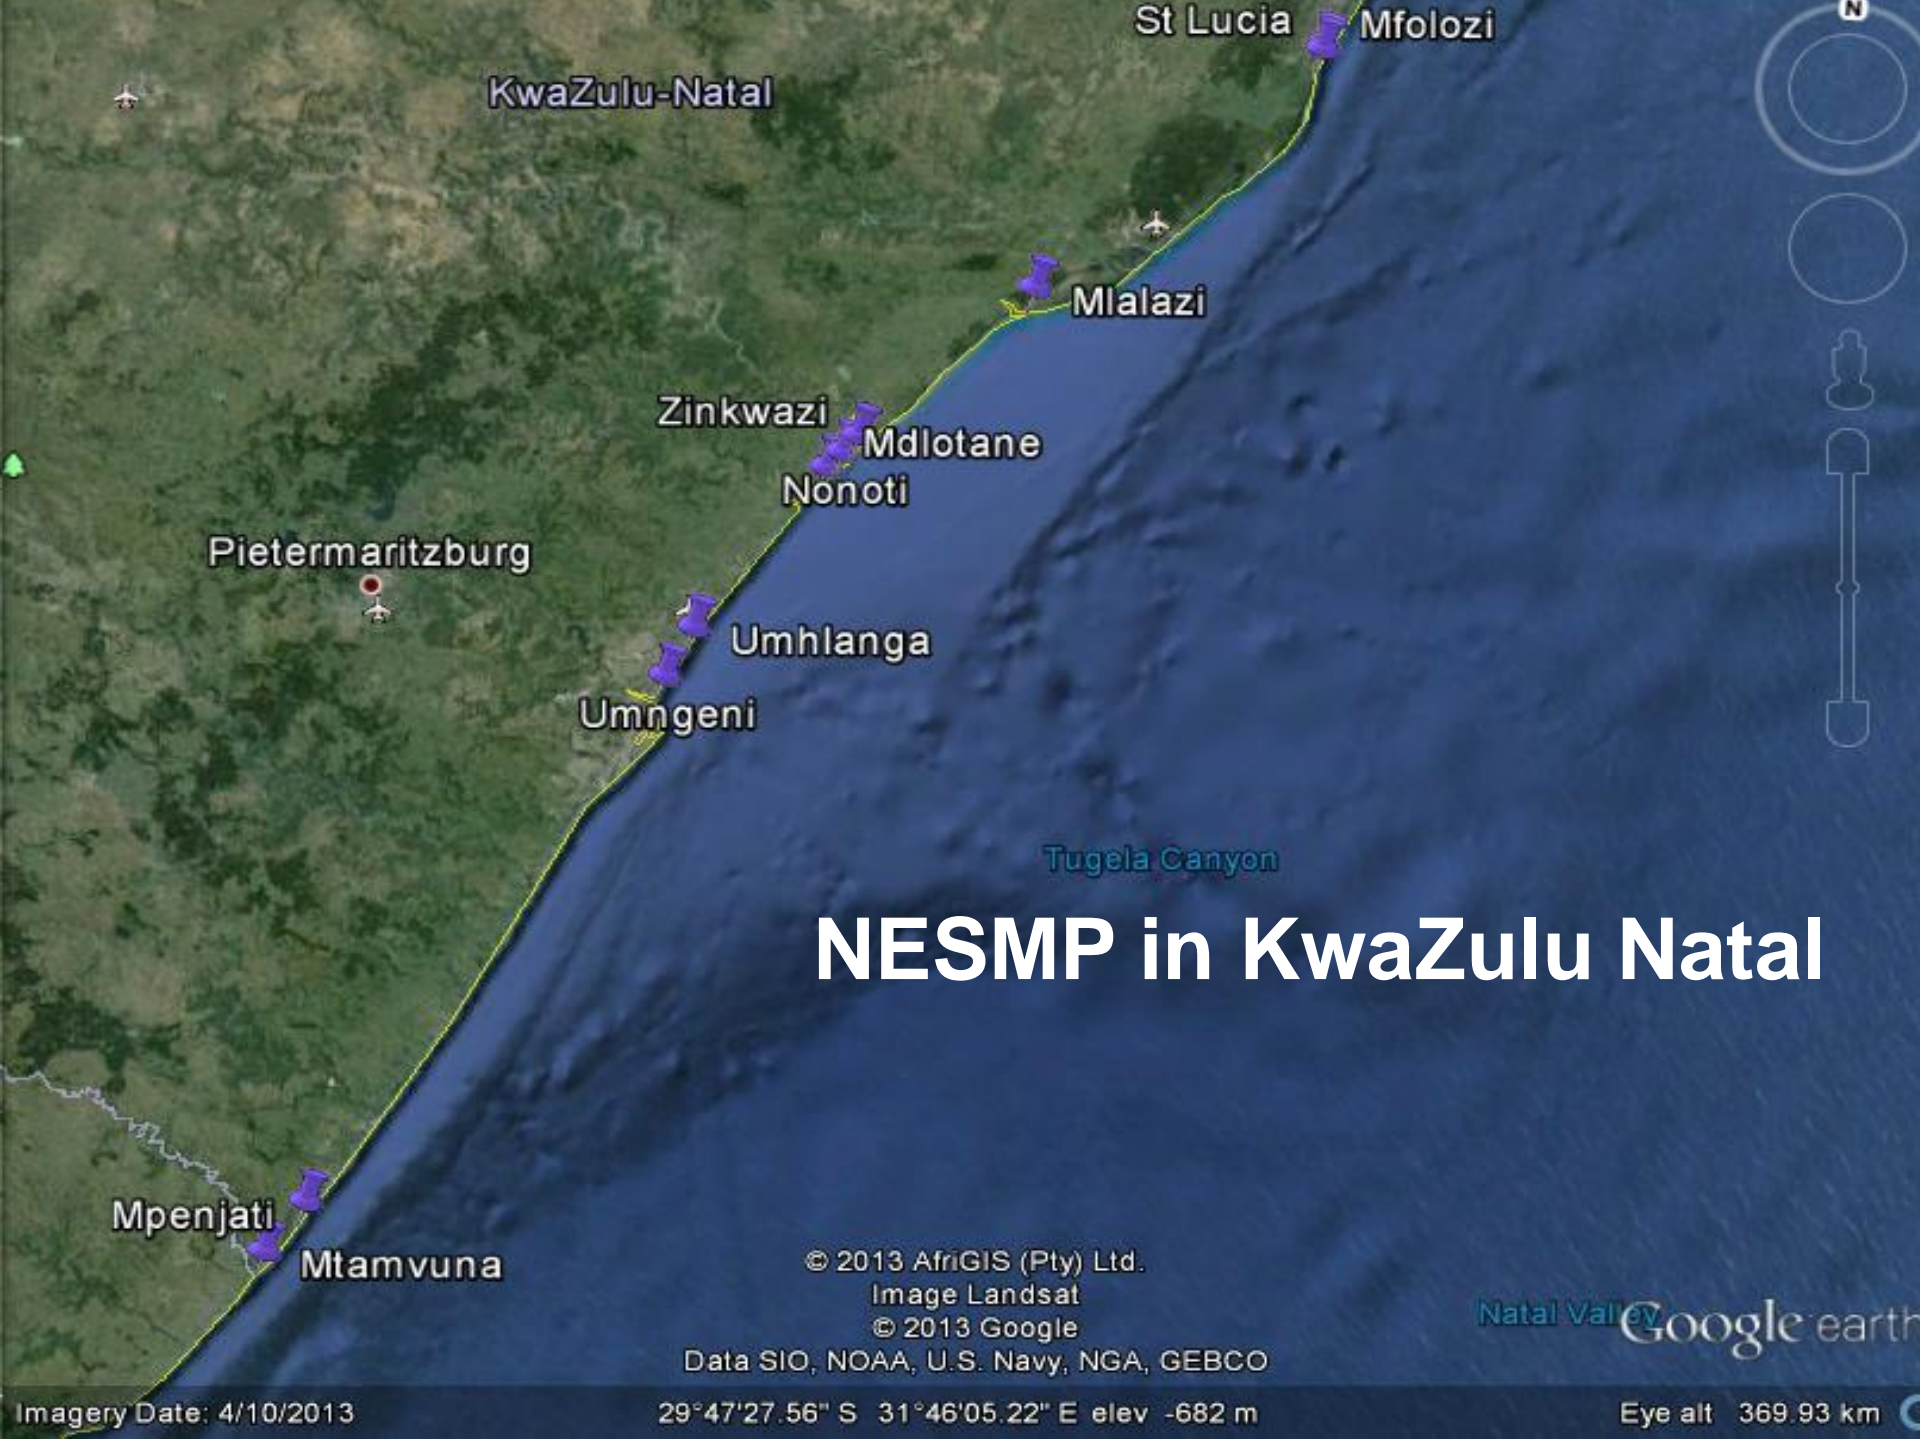 N
St Lucia
Mfolozi
KwaZulu-Natal
Mlalazi
Zinkwazi
Mdlotane
Nonoti
Pietermaritzburg
Umhlanga
Umngeni
Tugela Canyon
NESMP in KwaZulu Natal
Mpenjati
Mtamvuna
© 2013 AfriGIS (Pty) Ltd.
Image Landsat
© 2013 Google
Data SIO, NOAA, U.S. Navy, NGA, GEBCO
Natal Valley
Google earth
Imagery Date: 4/10/2013
29°47'27.56" S 31°46'05.22" E elev -682 m
Eye alt 369.93 km